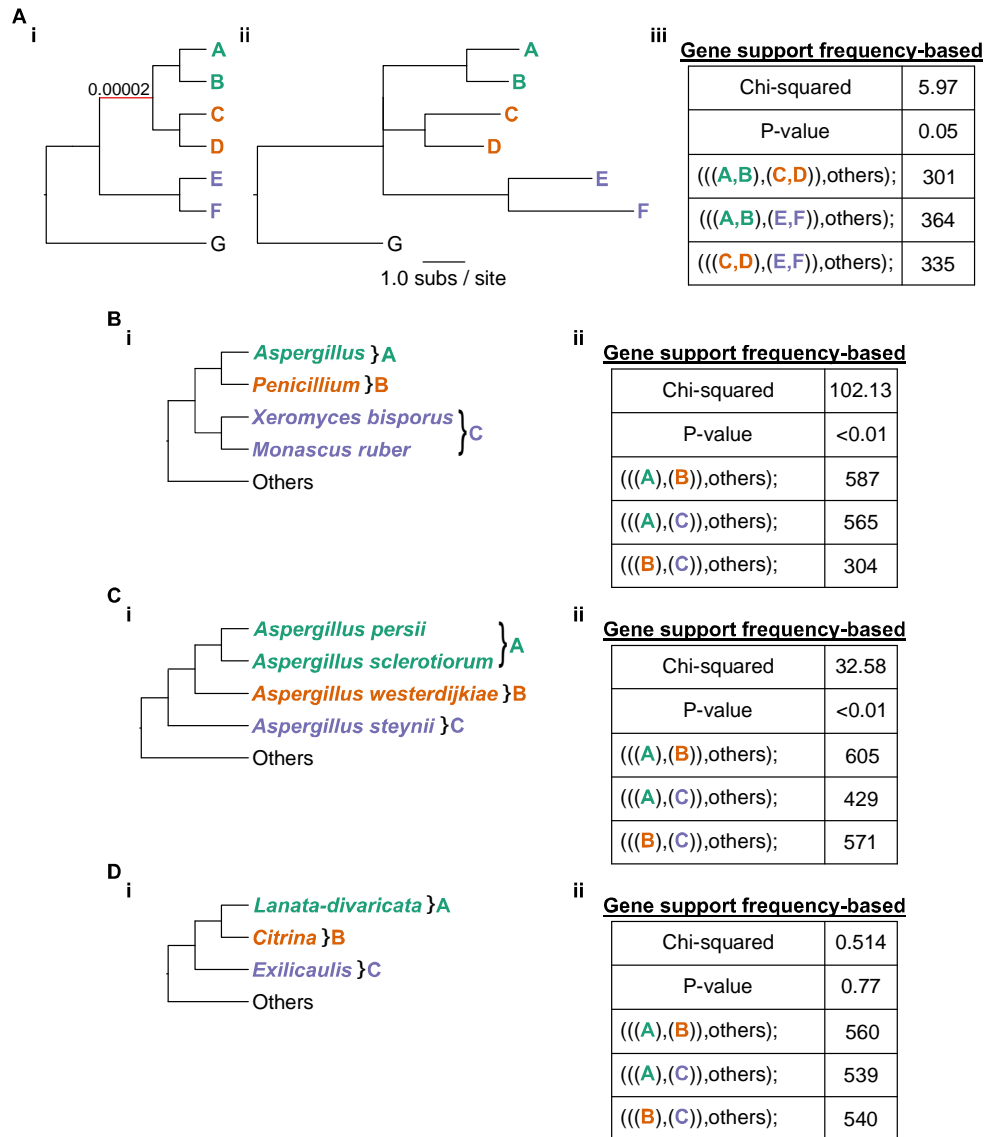 A
i
ii
iii
Gene support frequency-based
A
B
C
D
E
F
G
0.00002
A
B
C
D
E
F
G
1.0 subs / site
Chi-squared 5.97
P-value 0.05
(((A,B),(C,D)),others); 301
(((A,B),(E,F)),others); 364
(((C,D),(E,F)),others); 335
B
i
Aspergillus }A
Penicillium }B
Xeromyces bisporus
Monascus ruber
}C
Others
ii
Gene support frequency-based
Chi-squared 102.13
P-value <0.01
(((A),(B)),others); 587
(((A),(C)),others); 565
(((B),(C)),others); 304
C
i
Aspergillus persii
Aspergillus sclerotiorum
}A
Aspergillus westerdijkiae }B
Aspergillus steynii }C
Others
ii
Gene support frequency-based
Chi-squared 32.58
P-value <0.01
(((A),(B)),others); 605
(((A),(C)),others); 429
(((B),(C)),others); 571
D
i
Lanata-divaricata }A
Citrina }B
Exilicaulis }C
Others
ii
Gene support frequency-based
Chi-squared 0.514
P-value 0.77
(((A),(B)),others); 560
(((A),(C)),others); 539
(((B),(C)),others); 540